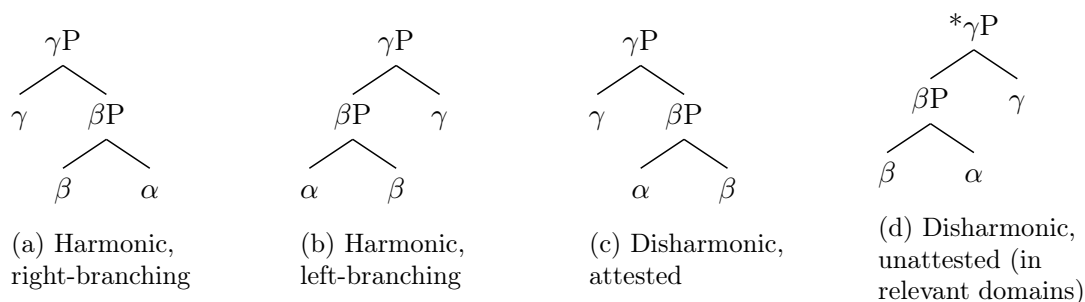 γP
γ βP
β α
(a) Harmonic,
right-branching
γP
βP γ
α β
(b) Harmonic,
left-branching
γP
γ βP
α β
(c) Disharmonic,
attested
*γP
βP γ
β α
(d) Disharmonic,
unattested (in
relevant domains)